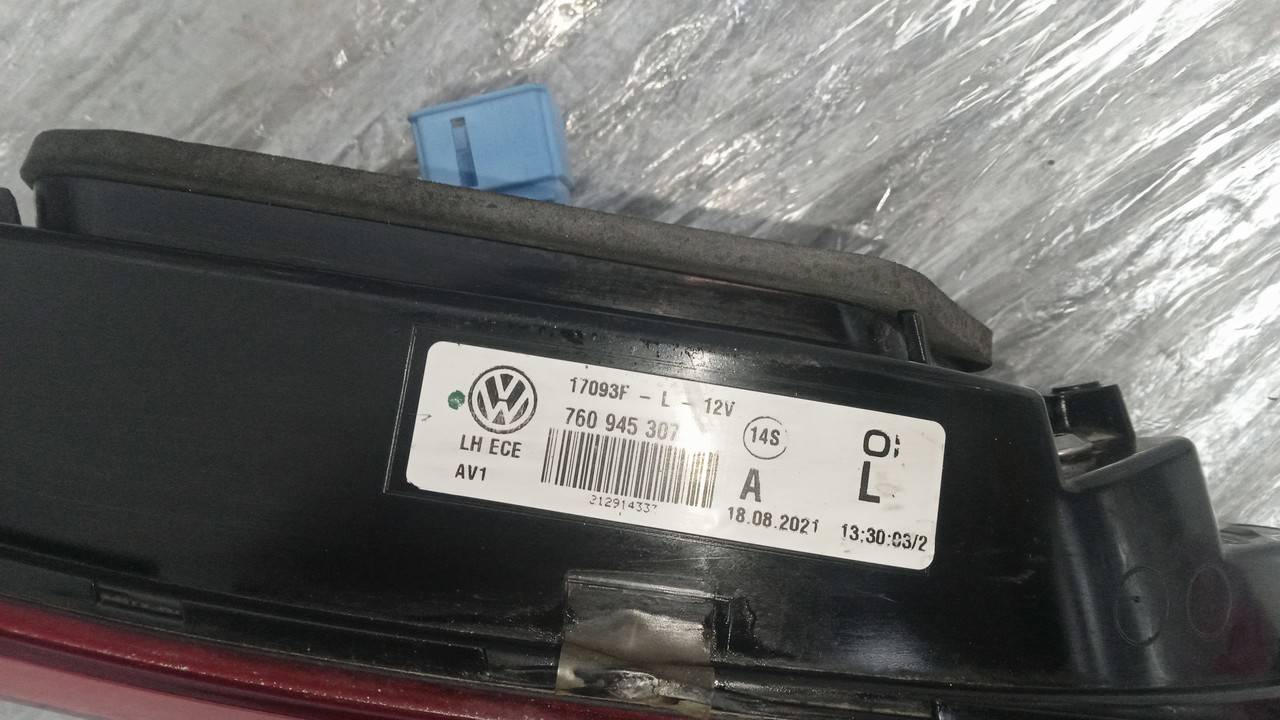 17093F - L - 12V
760 945 307
14S
LH ECE
AV1
212914337
A
L
18.08.2021
13:30:03/2